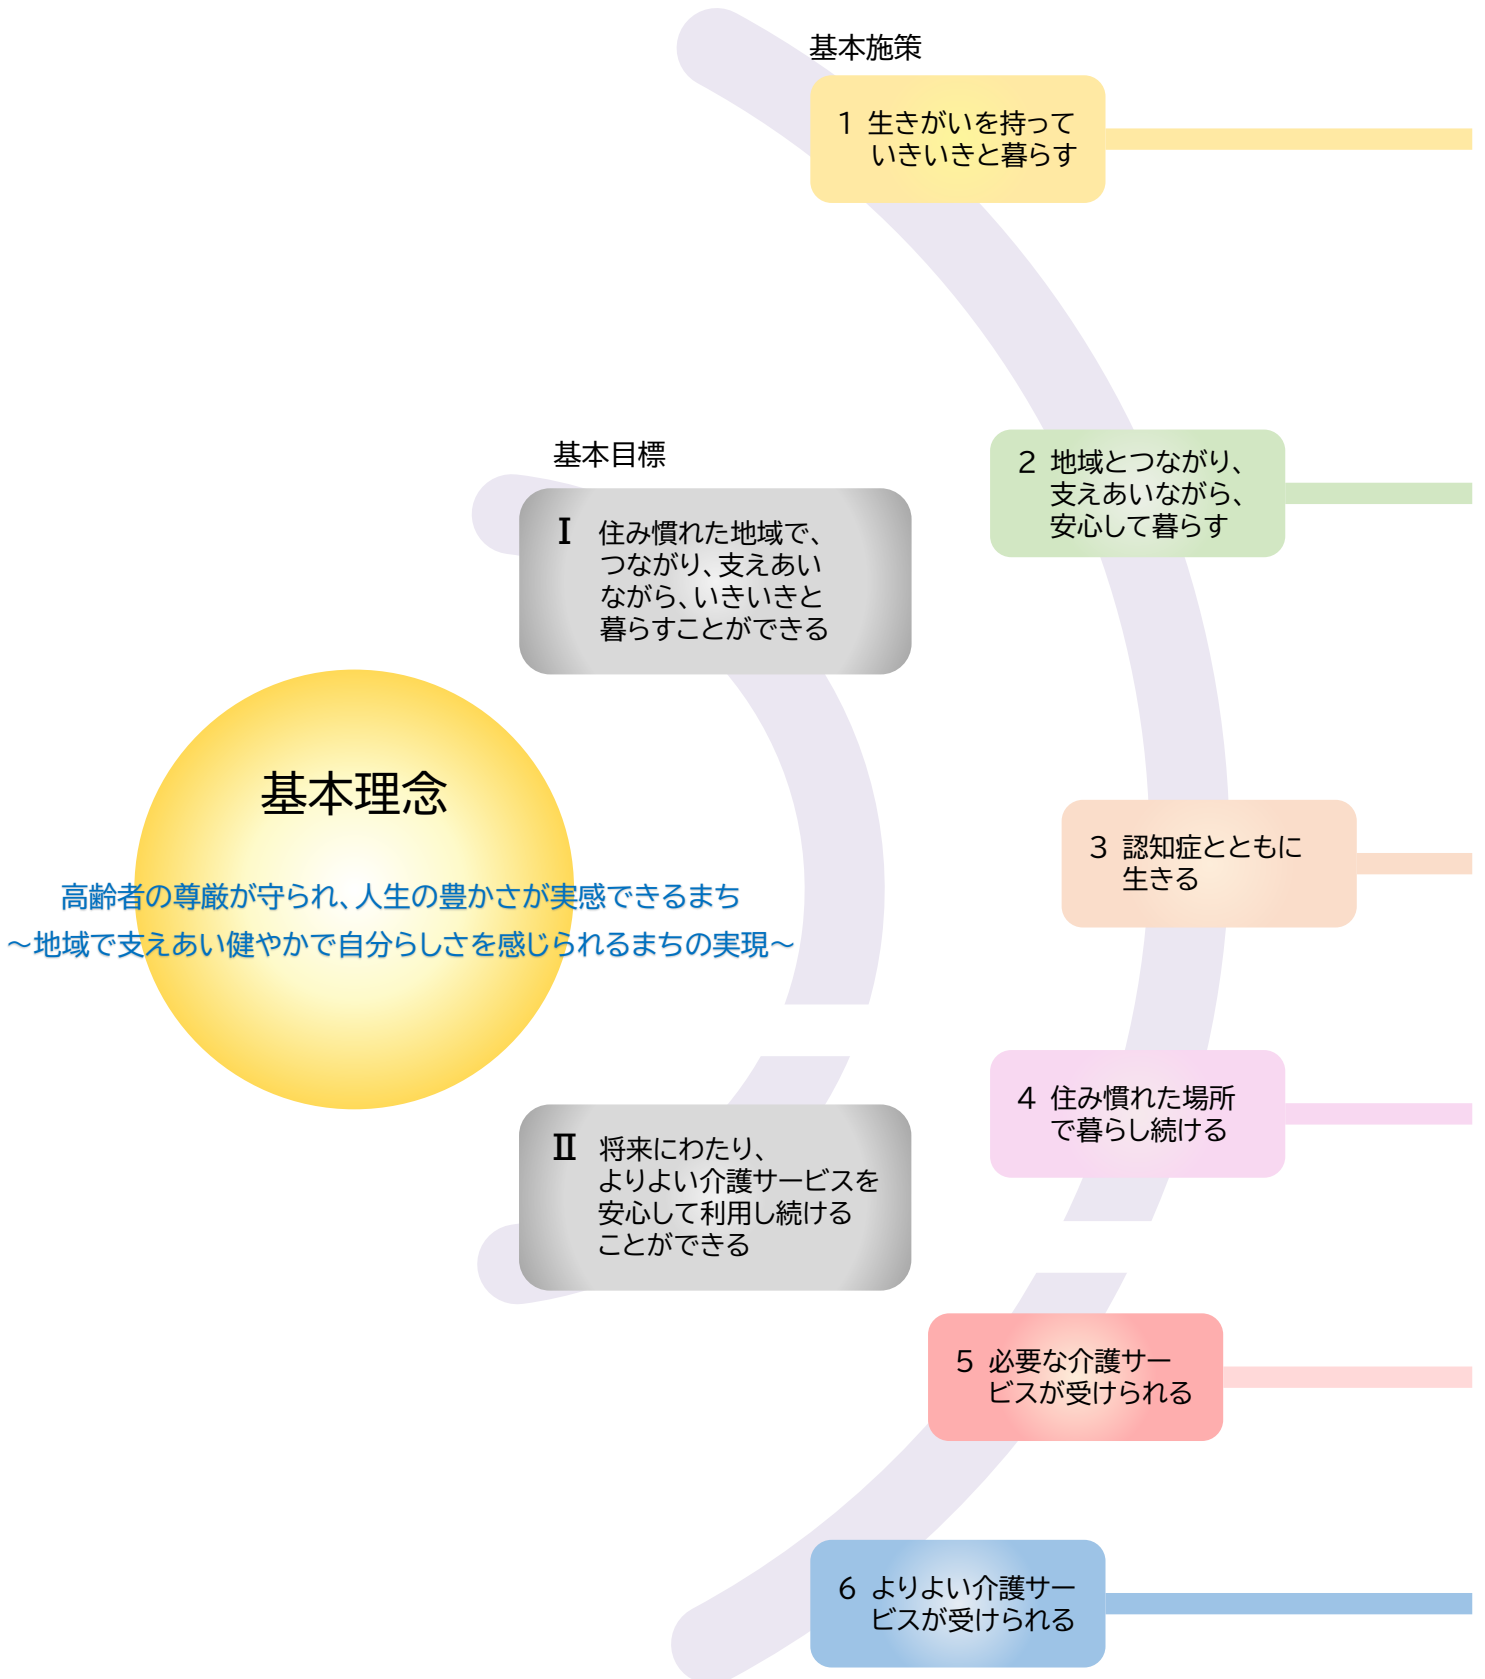 基本施策
1 生きがいを持って
いきいきと暮らす
2 地域とつながり、
支えあいながら、
安心して暮らす
基本目標
Ⅰ 住み慣れた地域で、
つながり、支えあい
ながら、いきいきと
暮らすことができる
基本理念
高齢者の尊厳が守られ、人生の豊かさが実感できるまち
～地域で支えあい健やかで自分らしさを感じられるまちの実現～
3 認知症とともに
生きる
4 住み慣れた場所
で暮らし続ける
Ⅱ 将来にわたり、
よりよい介護サービスを
安心して利用し続ける
ことができる
5 必要な介護サー
ビスが受けられる
6 よりよい介護サー
ビスが受けられる